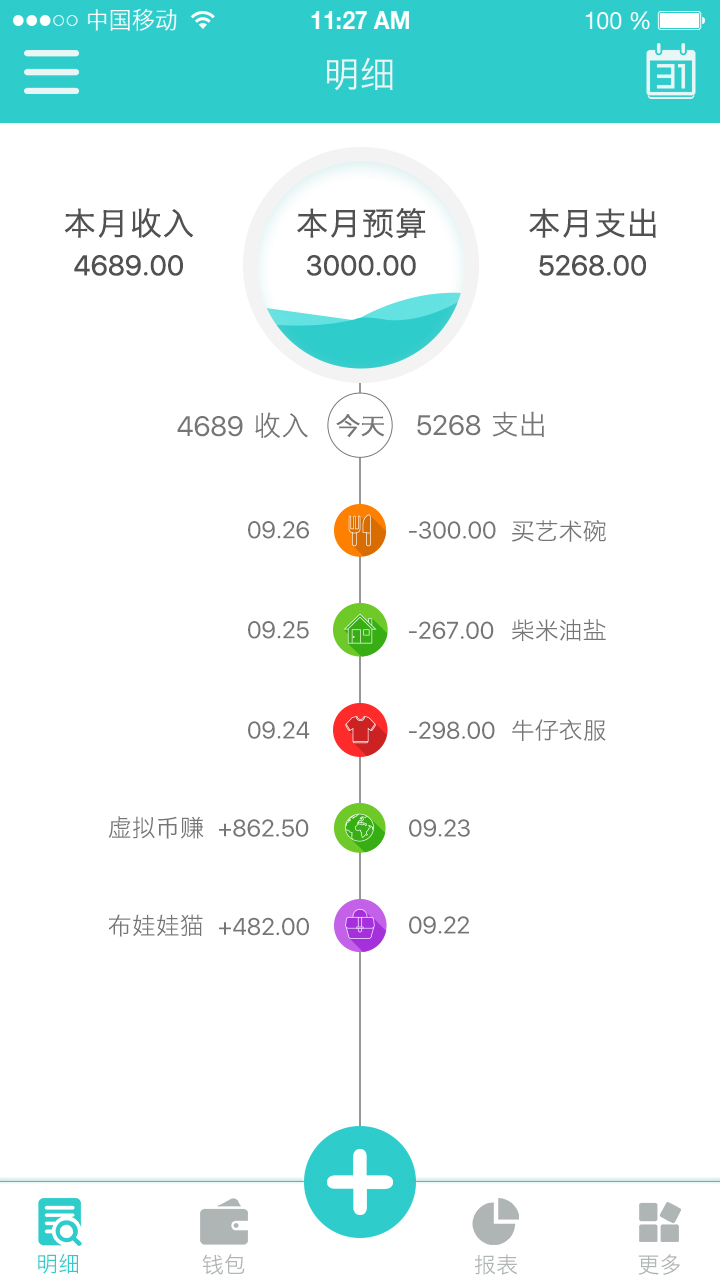 中国移动 11:27 AM 100 %
明细 31
本月收入 本月预算 本月支出
4689.00 3000.00 5268.00
4689 收入 今天 5268 支出
09.26 -300.00 买艺术碗
09.25 -267.00 柴米油盐
09.24 -298.00 牛仔衣服
虚拟币赚 +862.50 09.23
布娃娃猫 +482.00 09.22
明细 钱包 报表 更多